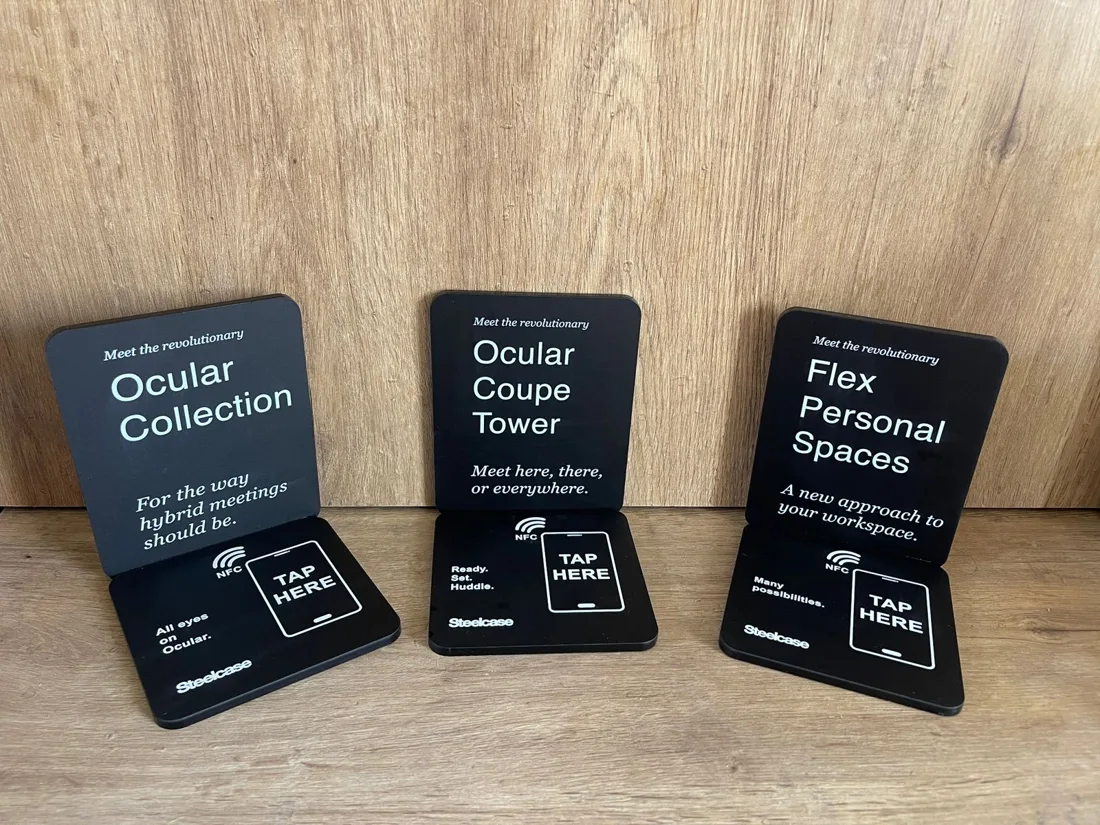 Meet the revolutionary
Ocular
Collection
For the way
hybrid meetings
should be.
NFC
TAP
HERE
All eyes
on
Ocular.
Steelcase
Meet the revolutionary
Ocular
Coupe
Tower
Meet here, there,
or everywhere.
NFC
TAP
HERE
Ready.
Set.
Huddle.
Steelcase
Meet the revolutionary
Flex
Personal
Spaces
A new approach to
your workspace.
NFC
TAP
HERE
Many
possibilities.
Steelcase